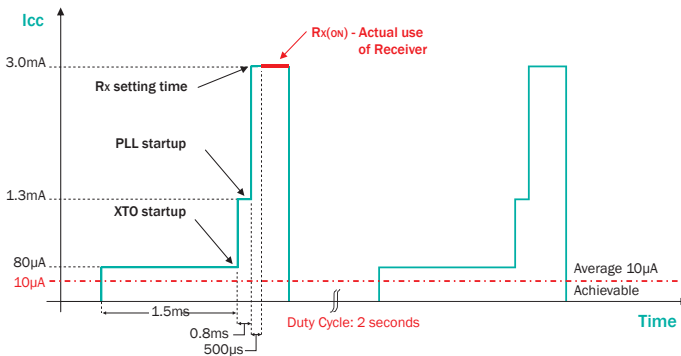 Icc
Rx(ON) - Actual use
of Receiver
3.0mA
Rx setting time
PLL startup
1.3mA
XTO startup
80µA
Average 10µA
10µA
Achievable
1.5ms
Duty Cycle: 2 seconds
Time
0.8ms
500µs